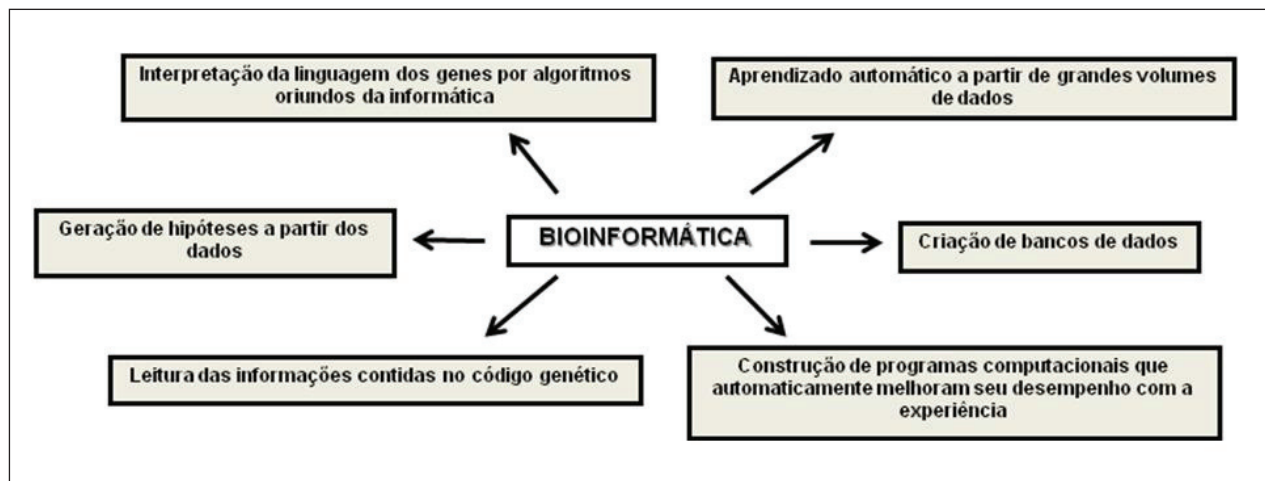 Interpretação da linguagem dos genes por algoritmos
oriundos da informática
Aprendizado automático a partir de grandes volumes
de dados
Geração de hipóteses a partir dos
dados
BIOINFORMÁTICA
Criação de bancos de dados
Leitura das informações contidas no código genético
Construção de programas computacionais que
automaticamente melhoram seu desempenho com a
experiência